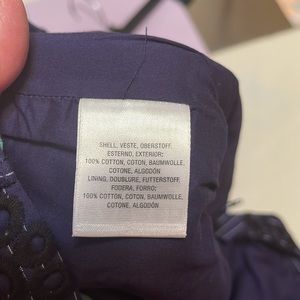 SHELL, VESTE, OBERSTOFF,
ESTERNO, EXTERIOR:
100% COTTON, COTON, BAUMWOLLE,
COTONE, ALGODÓN
LINING, DOUBLURE, FUTTERSTOFF,
FODERA, FORRO:
100% COTTON, COTON, BAUMWOLLE,
COTONE, ALGODÓN